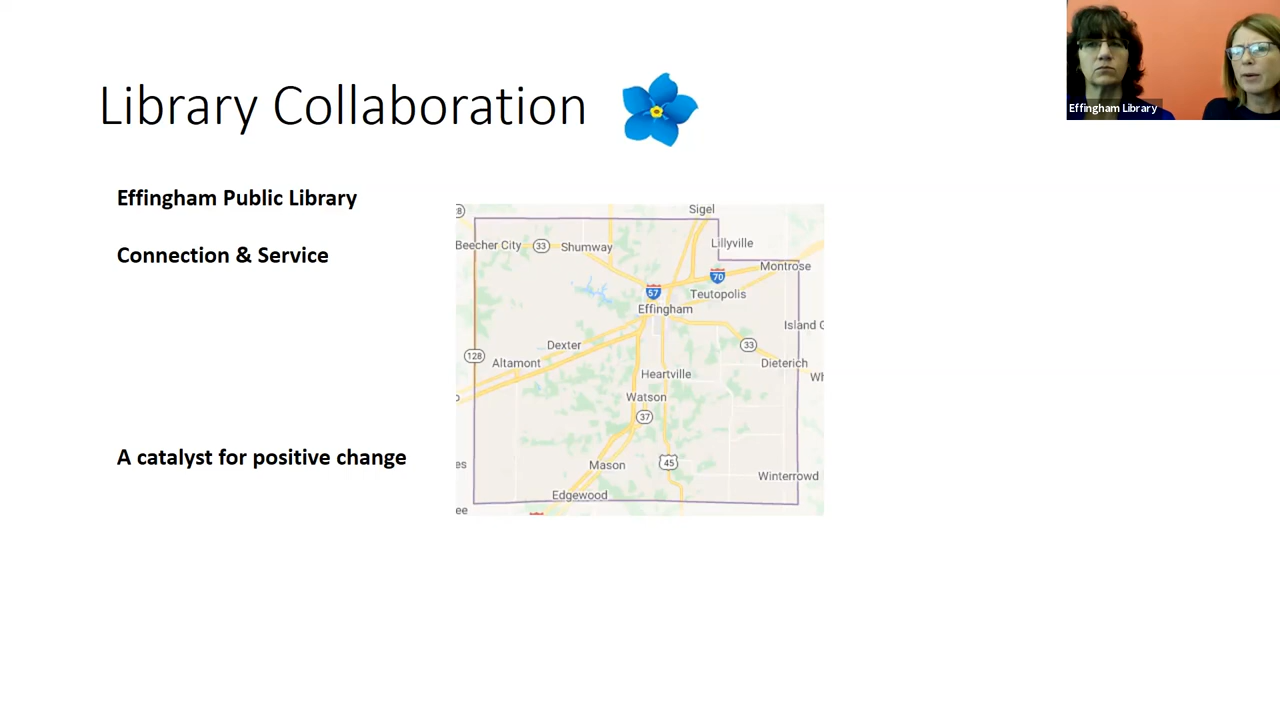 Library Collaboration
Effingham Library
Effingham Public Library
Connection & Service
A catalyst for positive change
Sigel
Lillyville
Beecher City
33
Shumway
Montrose
70
57
Teutopolis
Effingham
Island
33
Dexter
128
Altamont
Dieterich
Heartville
Watson
37
Mason
45
Winterrowd
Edgewood